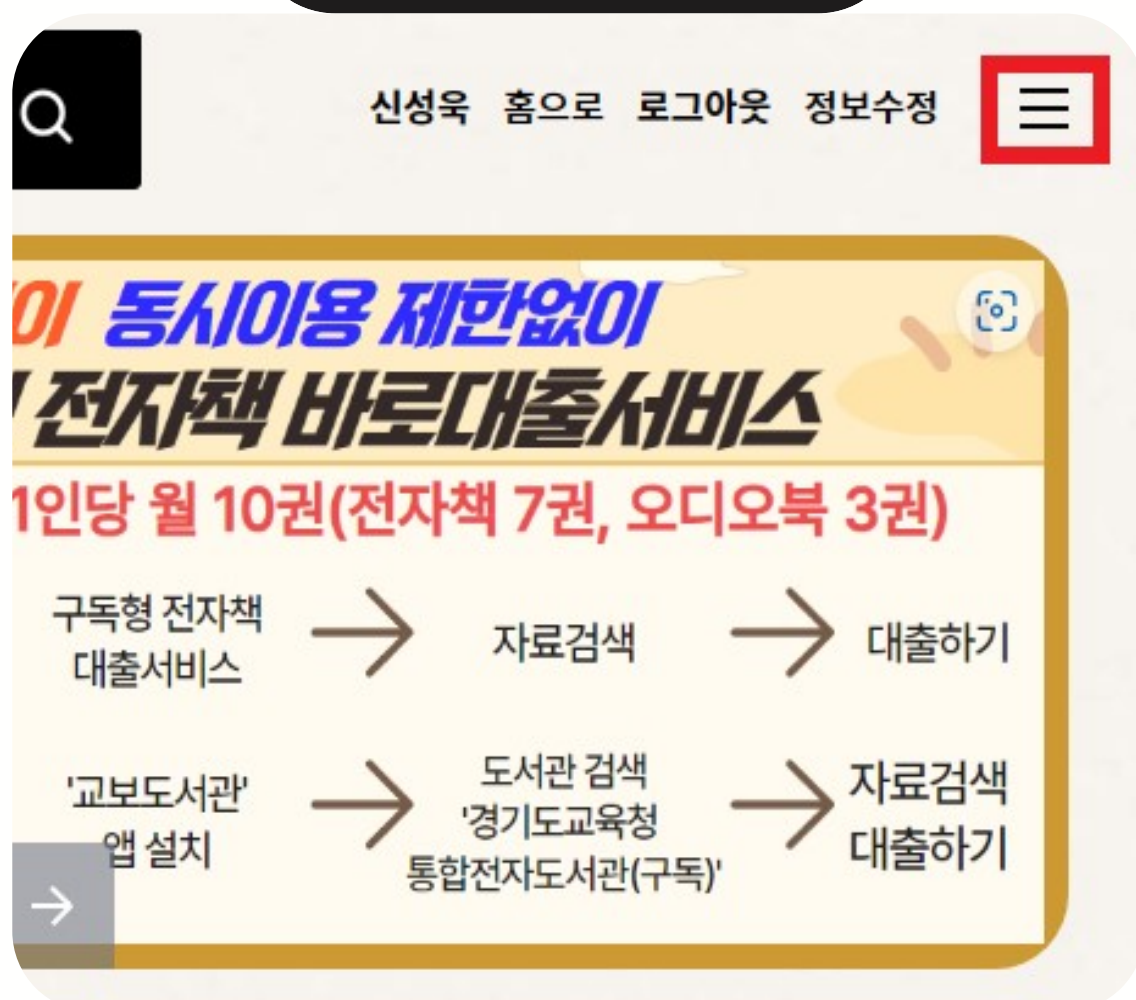 신성욱 홈으로 로그아웃 정보수정
이 동시이용 제한없이
전자책 바로대출서비스
1인당 월 10권(전자책 7권, 오디오북 3권)
구독형 전자책
대출서비스
자료검색
대출하기
'교보도서관'
앱 설치
도서관 검색
'경기도교육청
통합전자도서관(구독)'
자료검색
대출하기